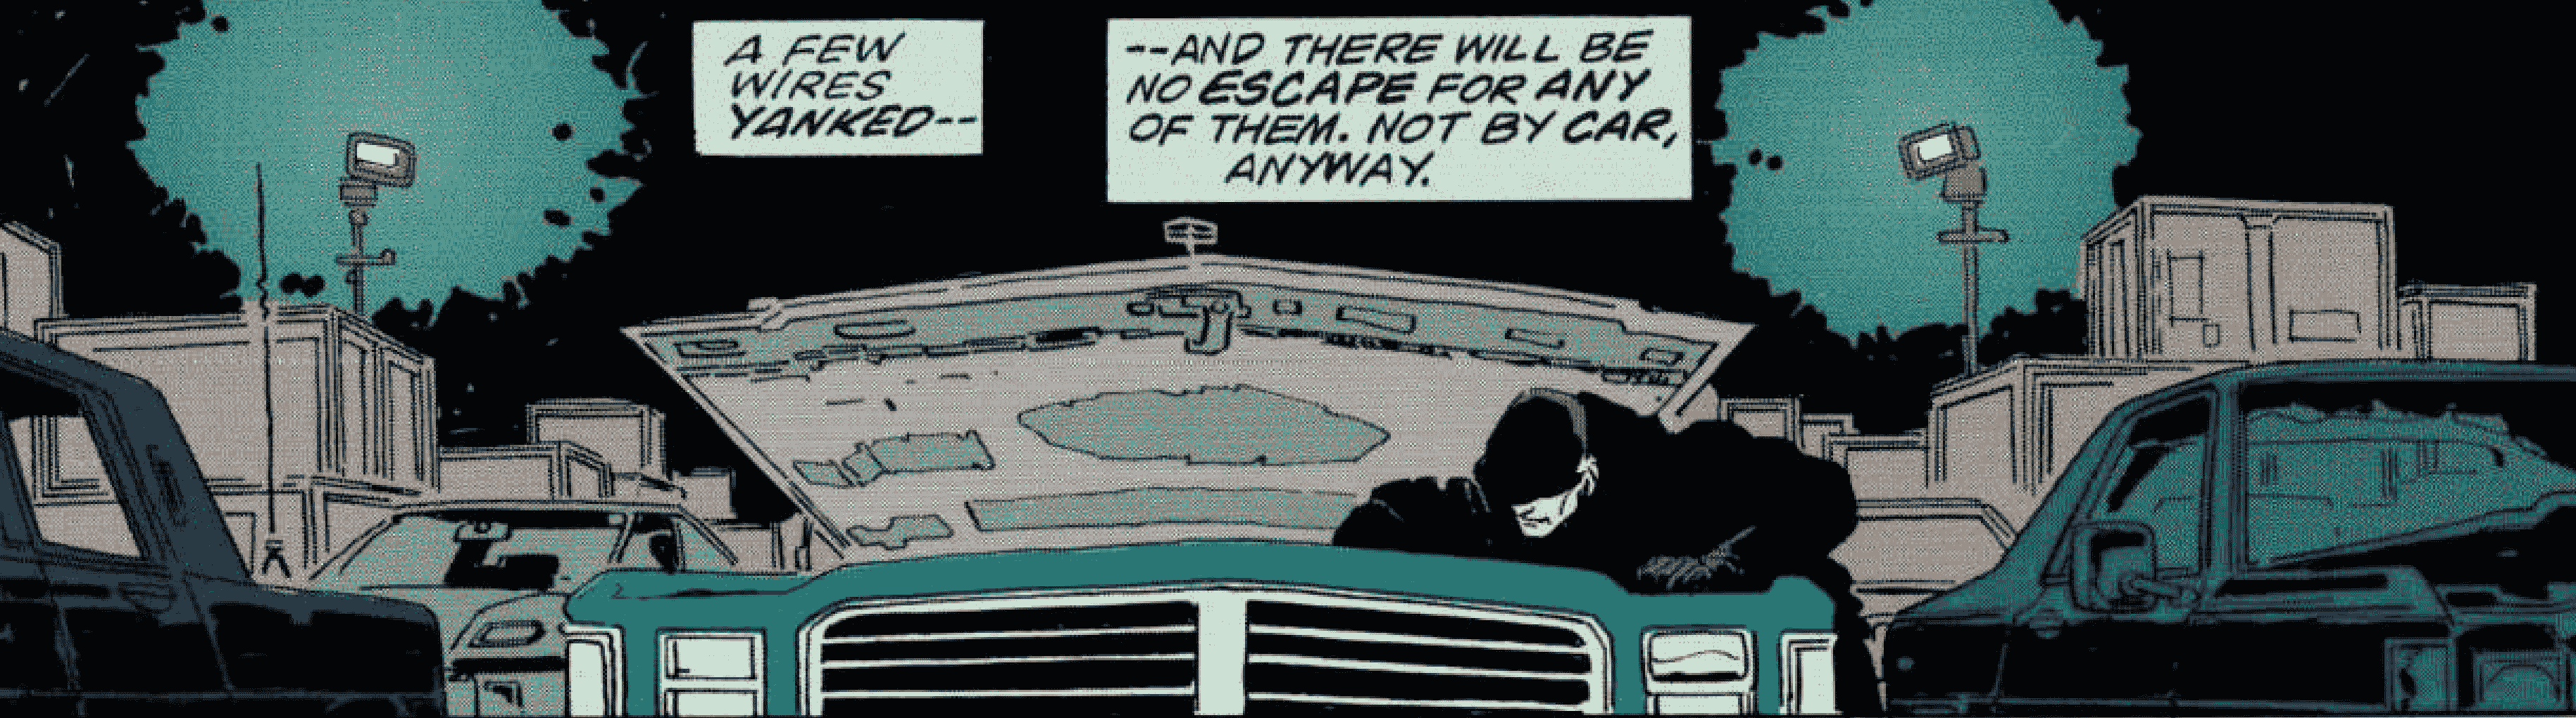 A FEW
WIRES
YANKED--
--AND THERE WILL BE
NO ESCAPE FOR ANY
OF THEM. NOT BY CAR,
ANYWAY.